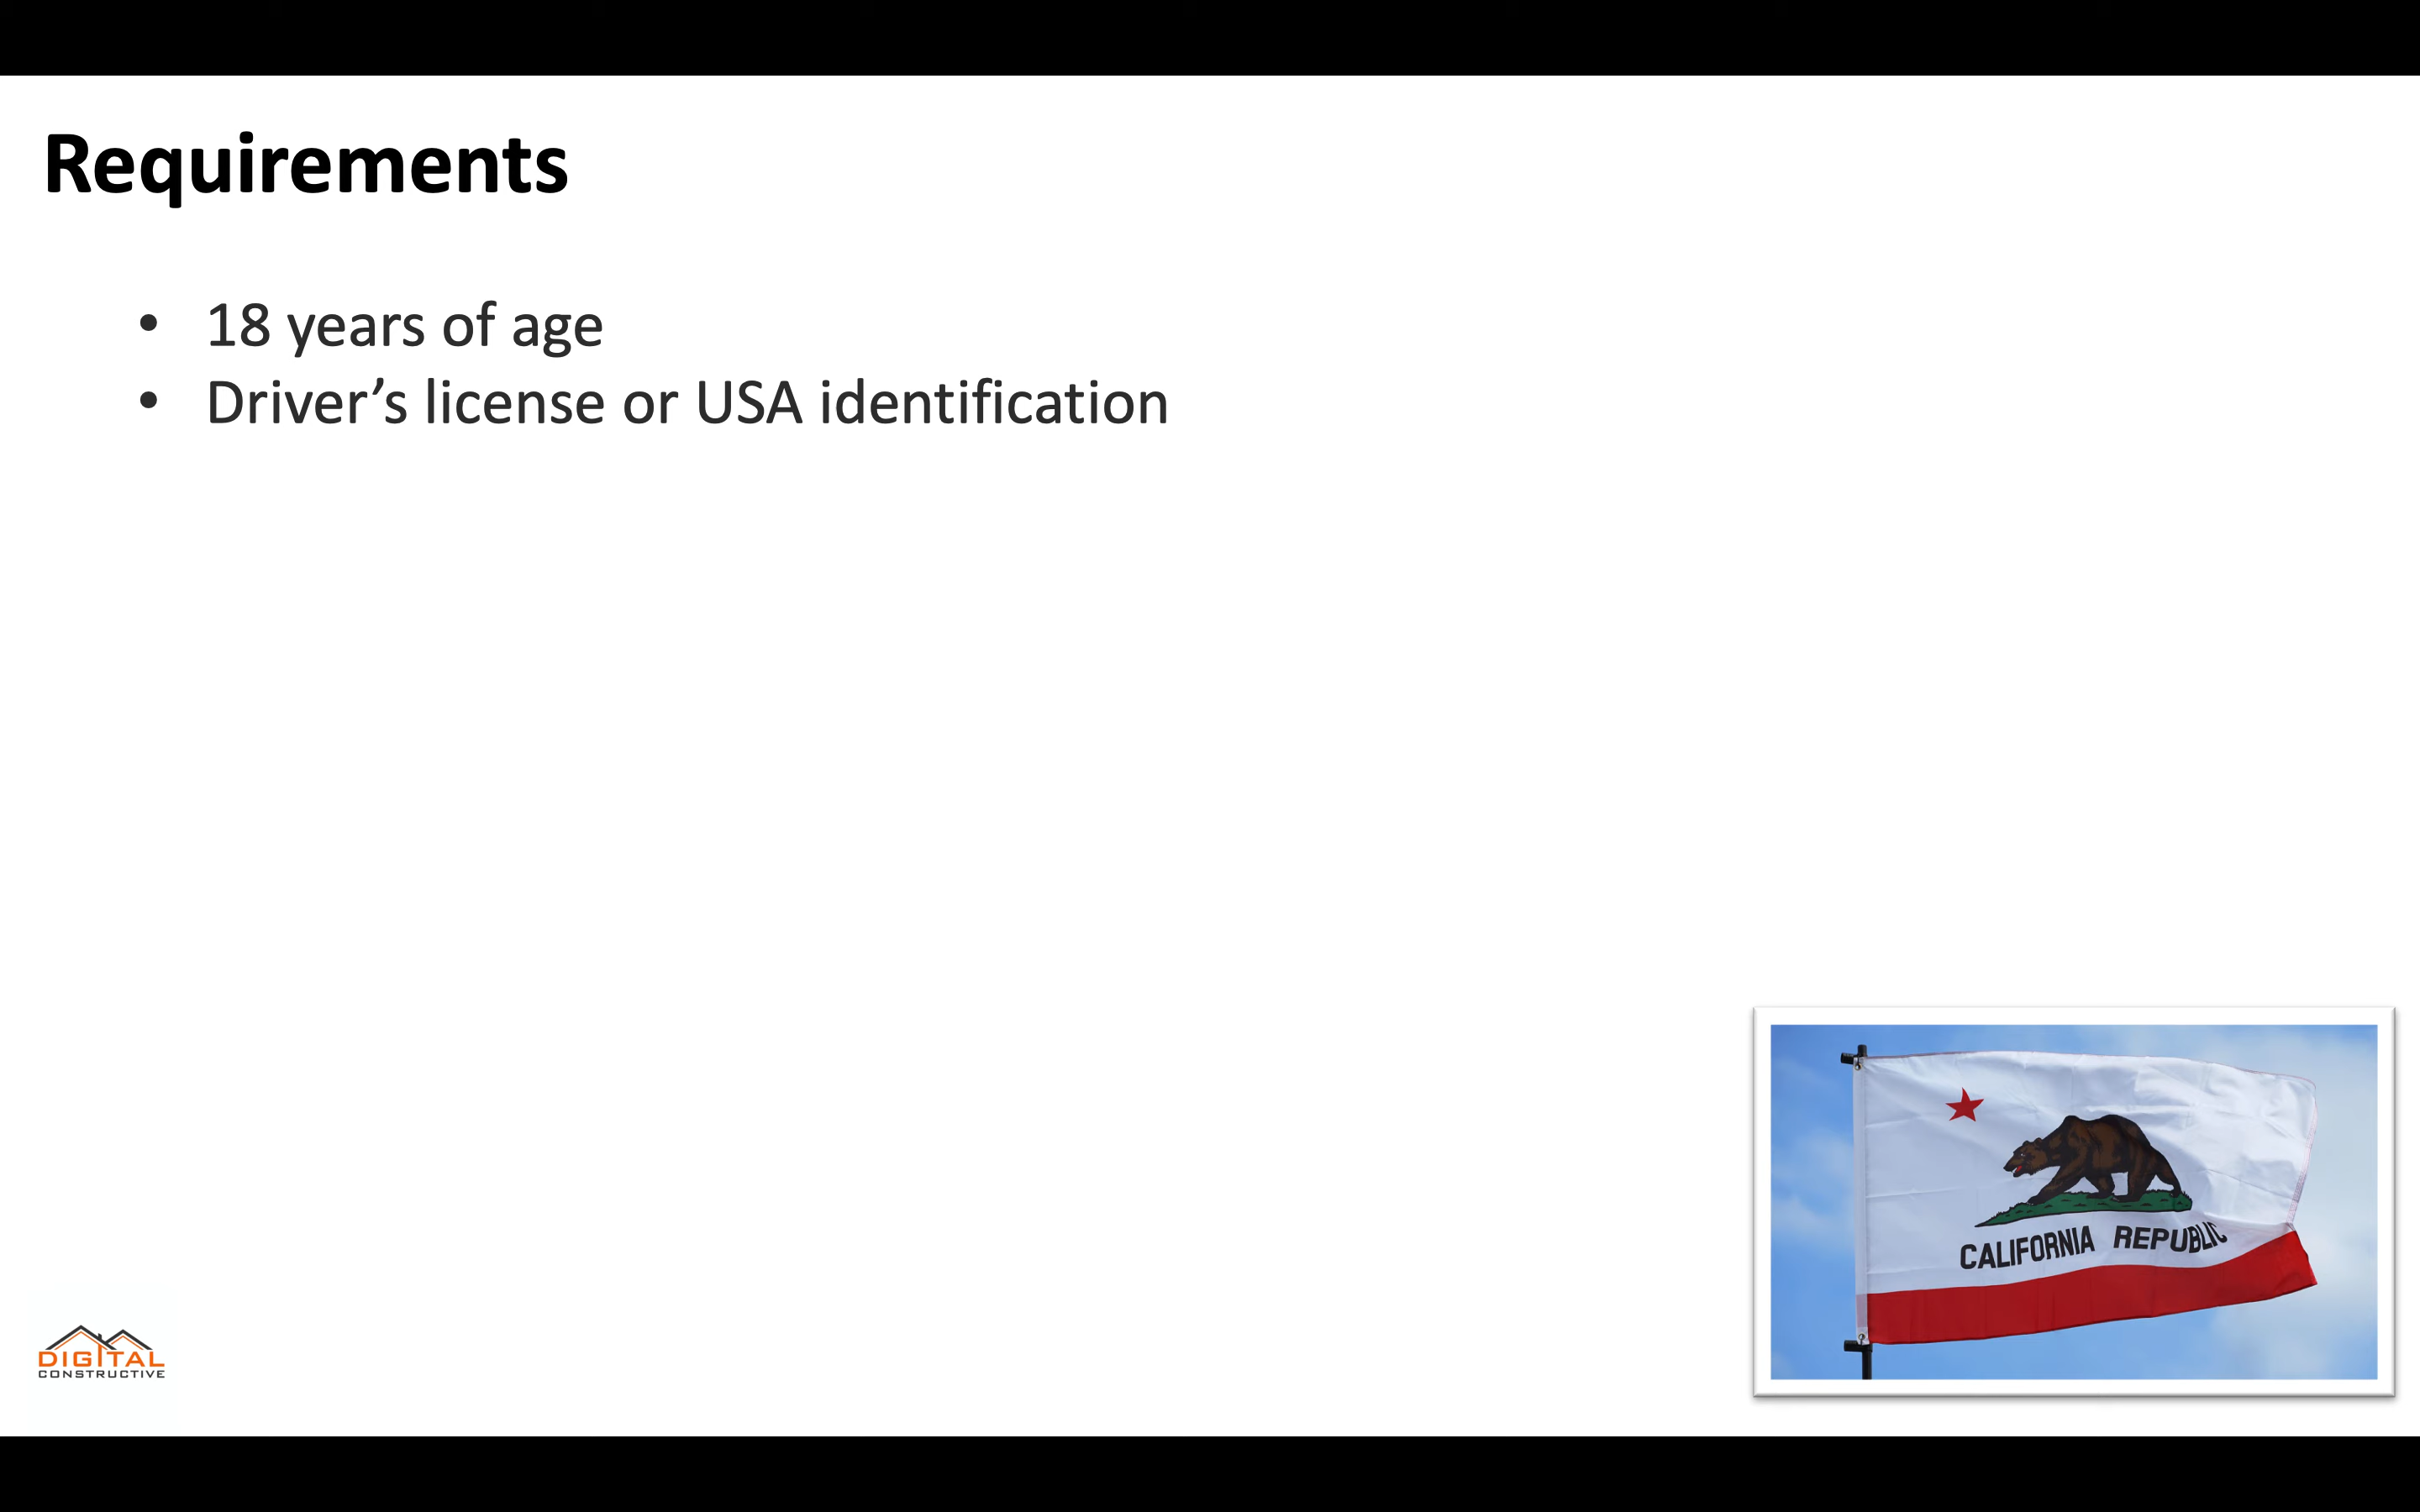 Requirements
• 18 years of age
• Driver’s license or USA identification
CALIFORNIA REPUBLIC
DIGITAL
CONSTRUCTIVE